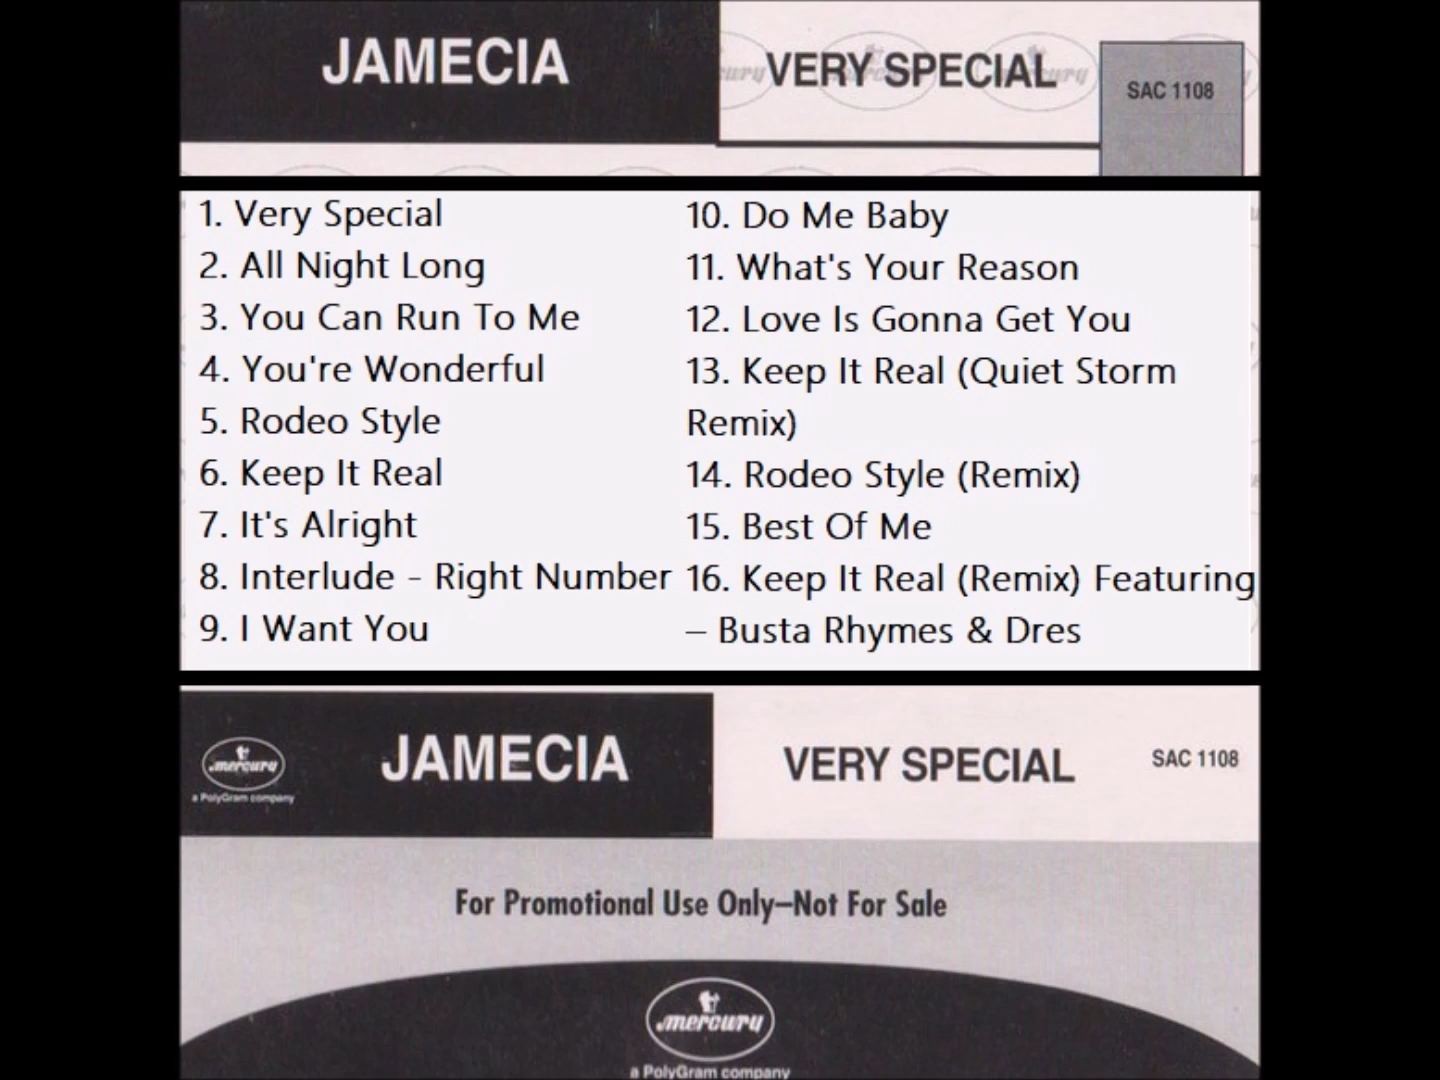 JAMECIA
VERY SPECIAL
SAC 1108
1. Very Special
2. All Night Long
3. You Can Run To Me
4. You're Wonderful
5. Rodeo Style
6. Keep It Real
7. It's Alright
8. Interlude - Right Number
9. I Want You
10. Do Me Baby
11. What's Your Reason
12. Love Is Gonna Get You
13. Keep It Real (Quiet Storm
Remix)
14. Rodeo Style (Remix)
15. Best Of Me
16. Keep It Real (Remix) Featuring
– Busta Rhymes & Dres
mercury
a PolyGram company
JAMECIA
VERY SPECIAL
SAC 1108
For Promotional Use Only–Not For Sale
mercury
a PolyGram company